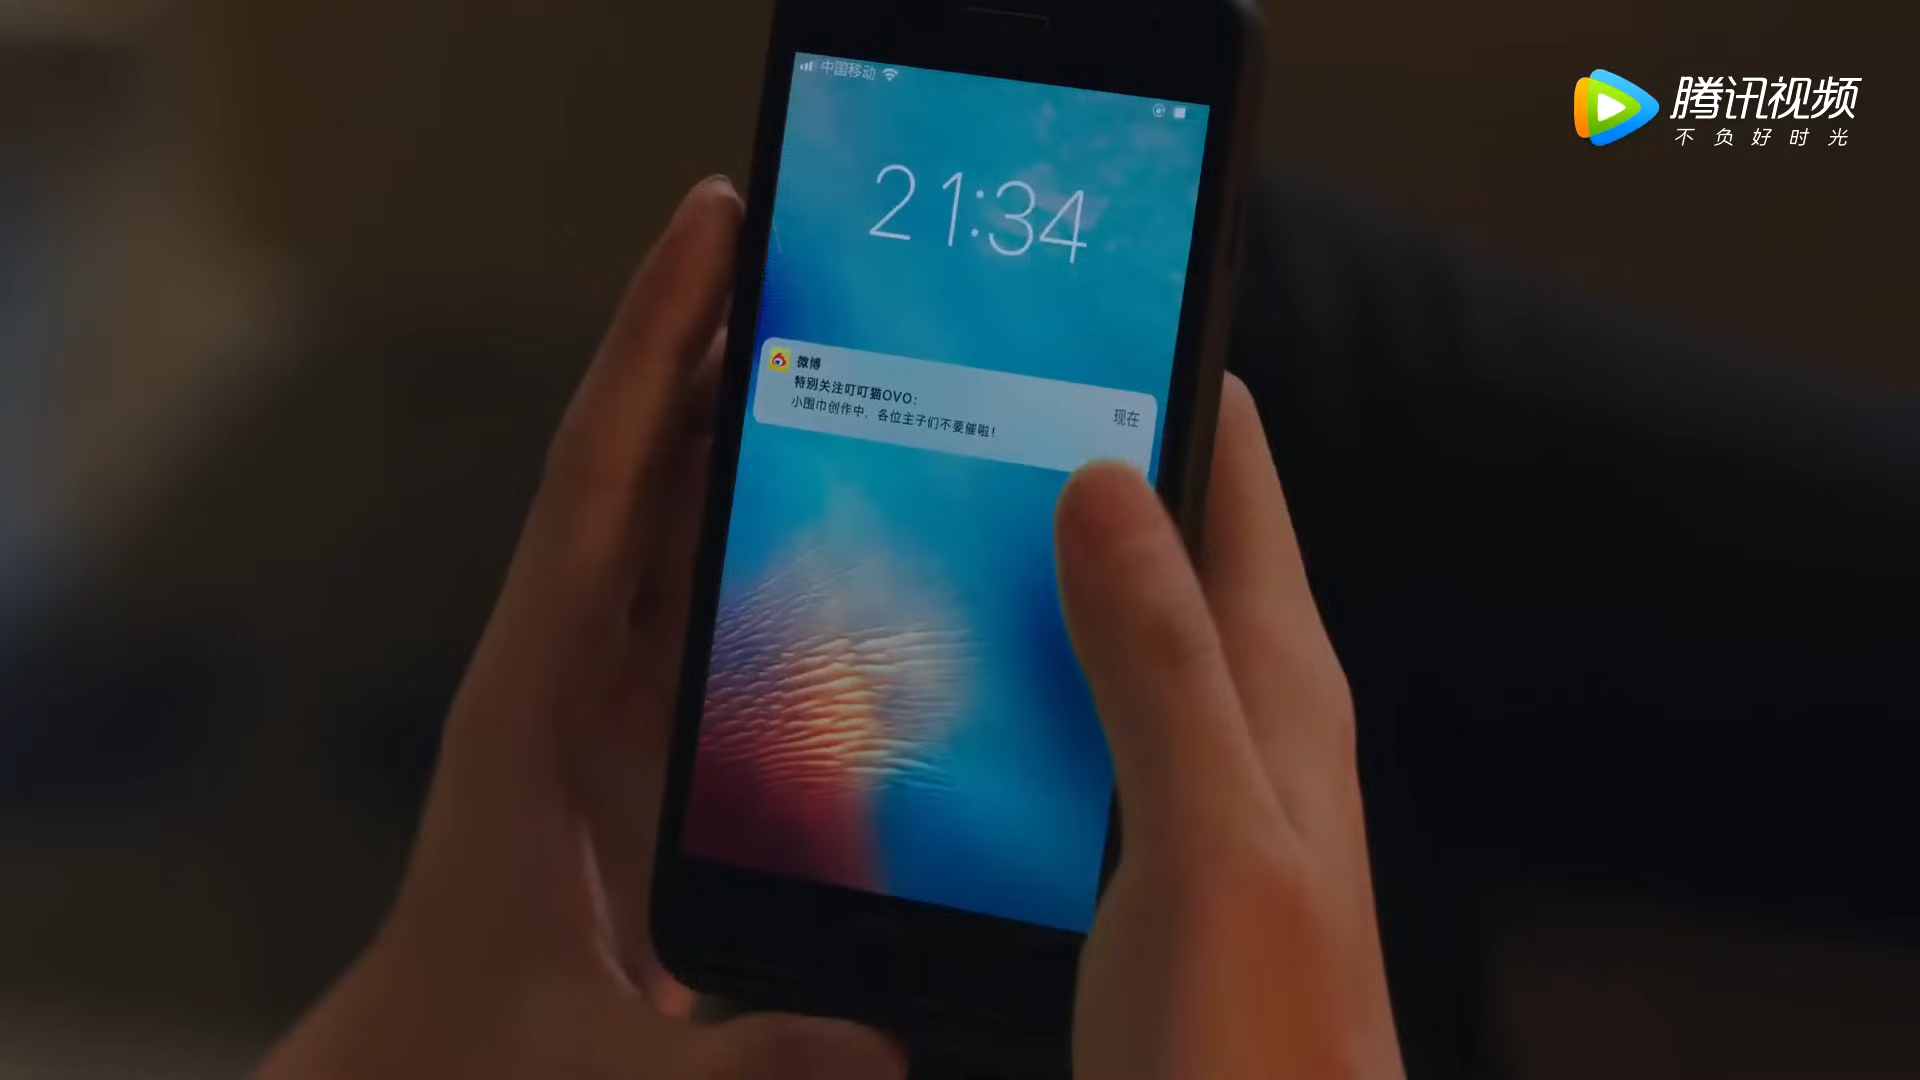 中国移动
腾讯视频
不负好时光
21:34
微博
特别关注叮叮猫OVO:
现在
小围巾创作中，各位主子们不要催啦！